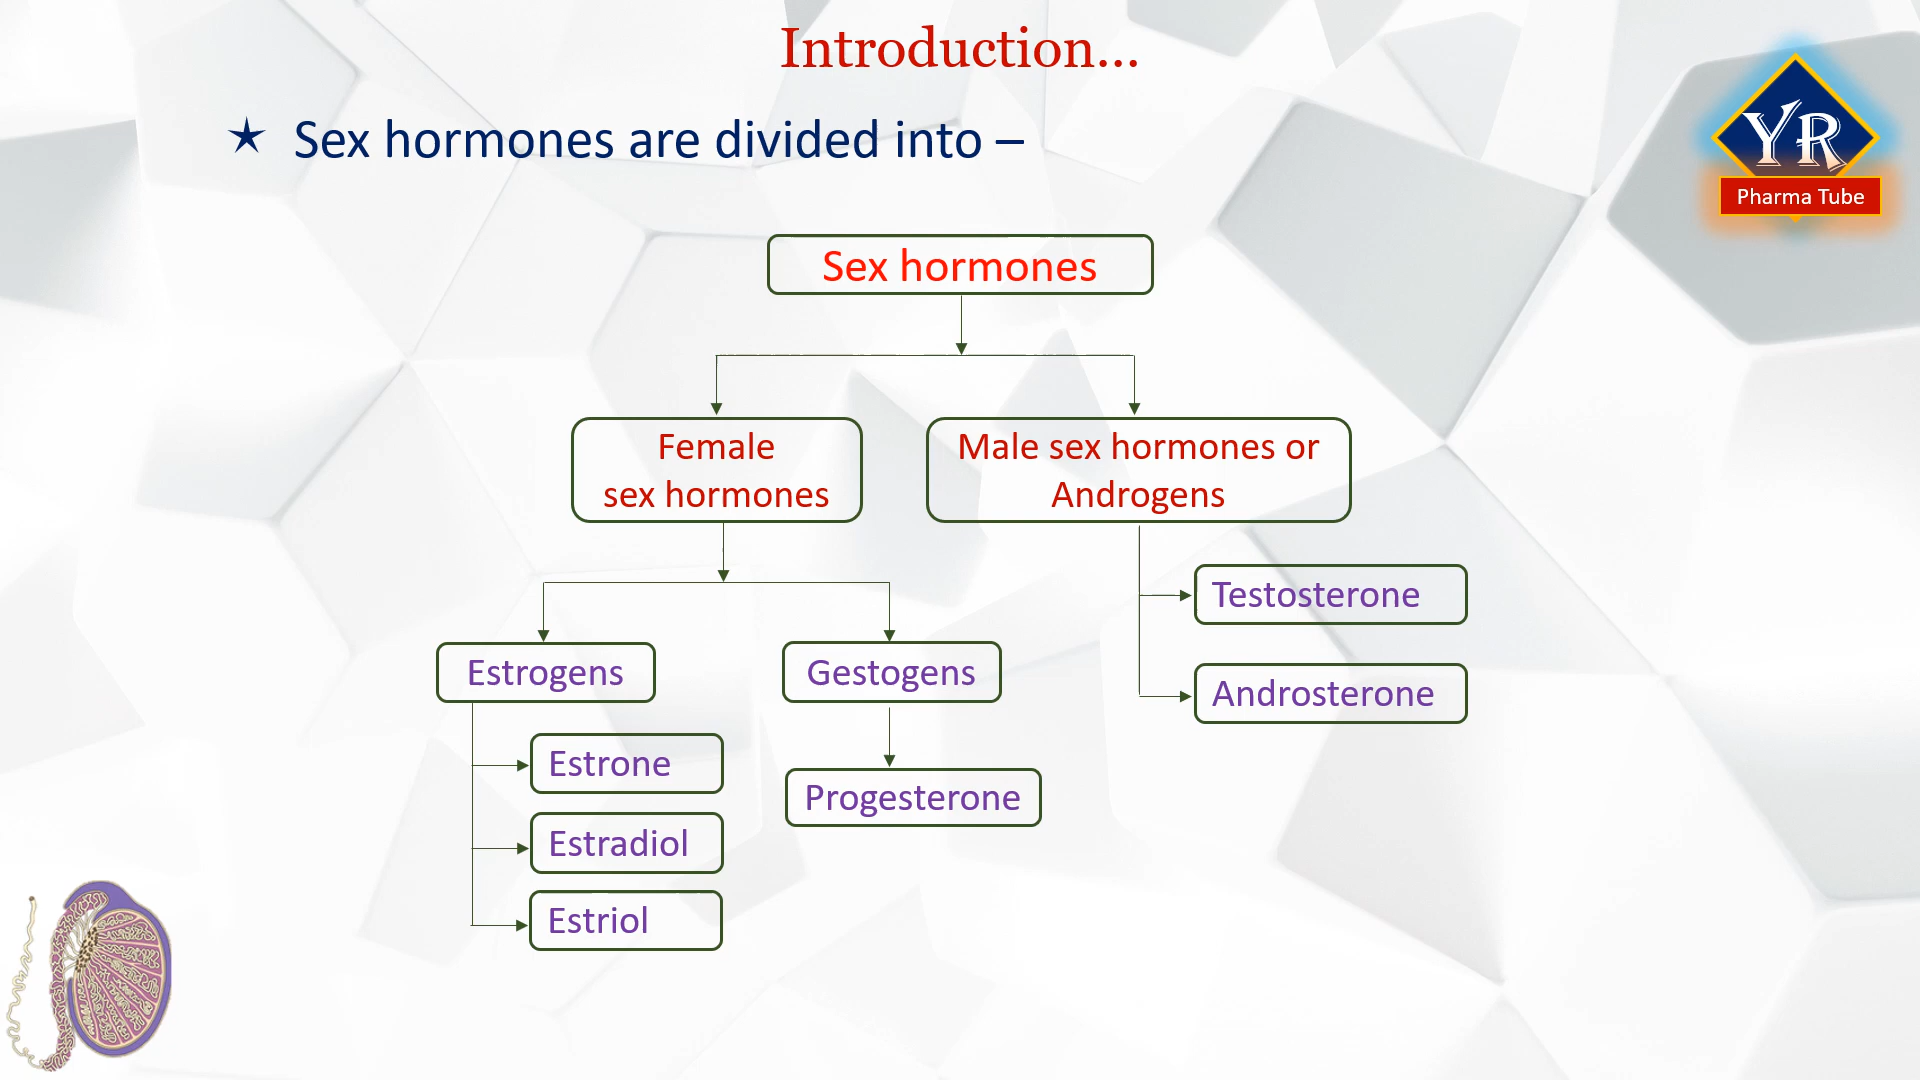 Introduction...
★ Sex hormones are divided into –
YR
Pharma Tube
Sex hormones
Female
sex hormones
Male sex hormones or
Androgens
Testosterone
Androsterone
Estrogens
Gestogens
Estrone
Progesterone
Estradiol
Estriol